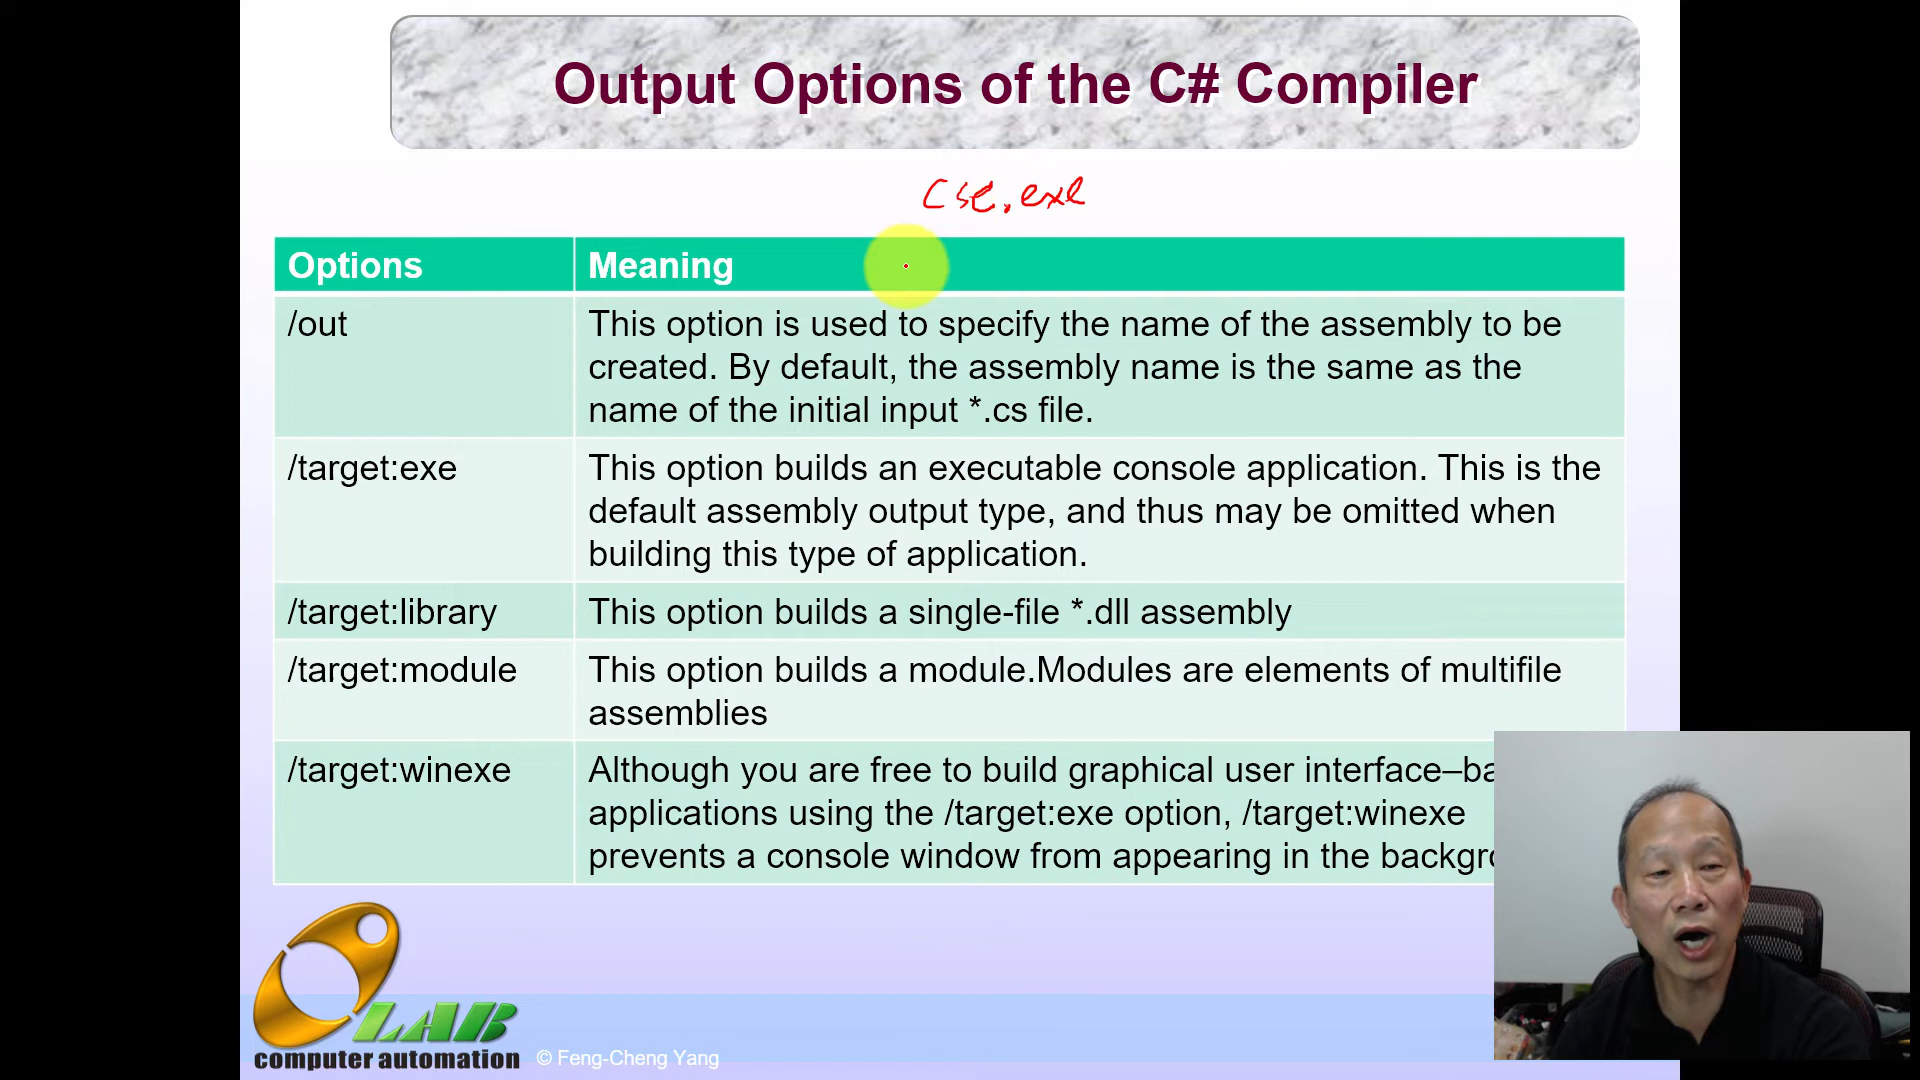 Output Options of the C# Compiler
csc.exe
Options
Meaning
/out
This option is used to specify the name of the assembly to be
created. By default, the assembly name is the same as the
name of the initial input *.cs file.
/target:exe
This option builds an executable console application. This is the
default assembly output type, and thus may be omitted when
building this type of application.
/target:library
This option builds a single-file *.dll assembly
/target:module
This option builds a module.Modules are elements of multifile
assemblies
/target:winexe
Although you are free to build graphical user interface–ba
applications using the /target:exe option, /target:winexe
prevents a console window from appearing in the backgro
LAB
computer automation
© Feng-Cheng Yang